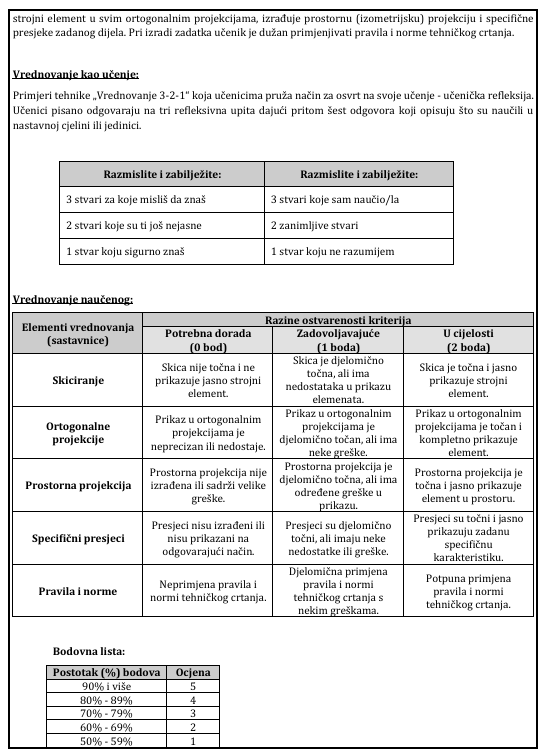 strojni element u svim ortogonalnim projekcijama, izrađuje prostornu (izometrijsku) projekciju i specifične
presjeke zadanog dijela. Pri izradi zadatka učenik je dužan primjenjivati pravila i norme tehničkog crtanja.
Vrednovanje kao učenje:
Primjeri tehnike „Vrednovanje 3-2-1“ koja učenicima pruža način za osvrt na svoje učenje - učenička refleksija.
Učenici pisano odgovaraju na tri refleksivna upita dajući pritom šest odgovora koji opisuju što su naučili u
nastavnoj cjelini ili jedinici.
Razmislite i zabilježite: Razmislite i zabilježite:
3 stvari za koje misliš da znaš 3 stvari koje sam naučio/la
2 stvari koje su ti još nejasne 2 zanimljive stvari
1 stvar koju sigurno znaš 1 stvar koju ne razumijem
Vrednovanje naučenog:
Elementi vrednovanja
(sastavnice)
Razine ostvarenosti kriterija
Potrebna dorada
(0 bod)
Zadovoljavajuće
(1 boda)
U cijelosti
(2 boda)
Skiciranje
Skica nije točna i ne
prikazuje jasno strojni
element.
Skica je djelomično
točna, ali ima
nedostataka u prikazu
elemenata.
Skica je točna i jasno
prikazuje strojni
element.
Ortogonalne
projekcije
Prikaz u ortogonalnim
projekcijama je
neprecizan ili nedostaje.
Prikaz u ortogonalnim
projekcijama je
djelomično točan, ali ima
neke greške.
Prikaz u ortogonalnim
projekcijama je točan i
kompletno prikazuje
element.
Prostorna projekcija
Prostorna projekcija nije
izrađena ili sadrži velike
greške.
Prostorna projekcija je
djelomično točna, ali ima
određene greške u
prikazu.
Prostorna projekcija je
točna i jasno prikazuje
element u prostoru.
Specifični presjeci
Presjeci nisu izrađeni ili
nisu prikazani na
odgovarajući način.
Presjeci su djelomično
točni, ali imaju neke
nedostatke ili greške.
Presjeci su točni i jasno
prikazuju zadanu
specifičnu
karakteristiku.
Pravila i norme
Neprimjena pravila i
normi tehničkog crtanja.
Djelomična primjena
pravila i normi
tehničkog crtanja s
nekim greškama.
Potpuna primjena
pravila i normi
tehničkog crtanja.
Bodovna lista:
Postotak (%) bodova Ocjena
90% i više 5
80% - 89% 4
70% - 79% 3
60% - 69% 2
50% - 59% 1